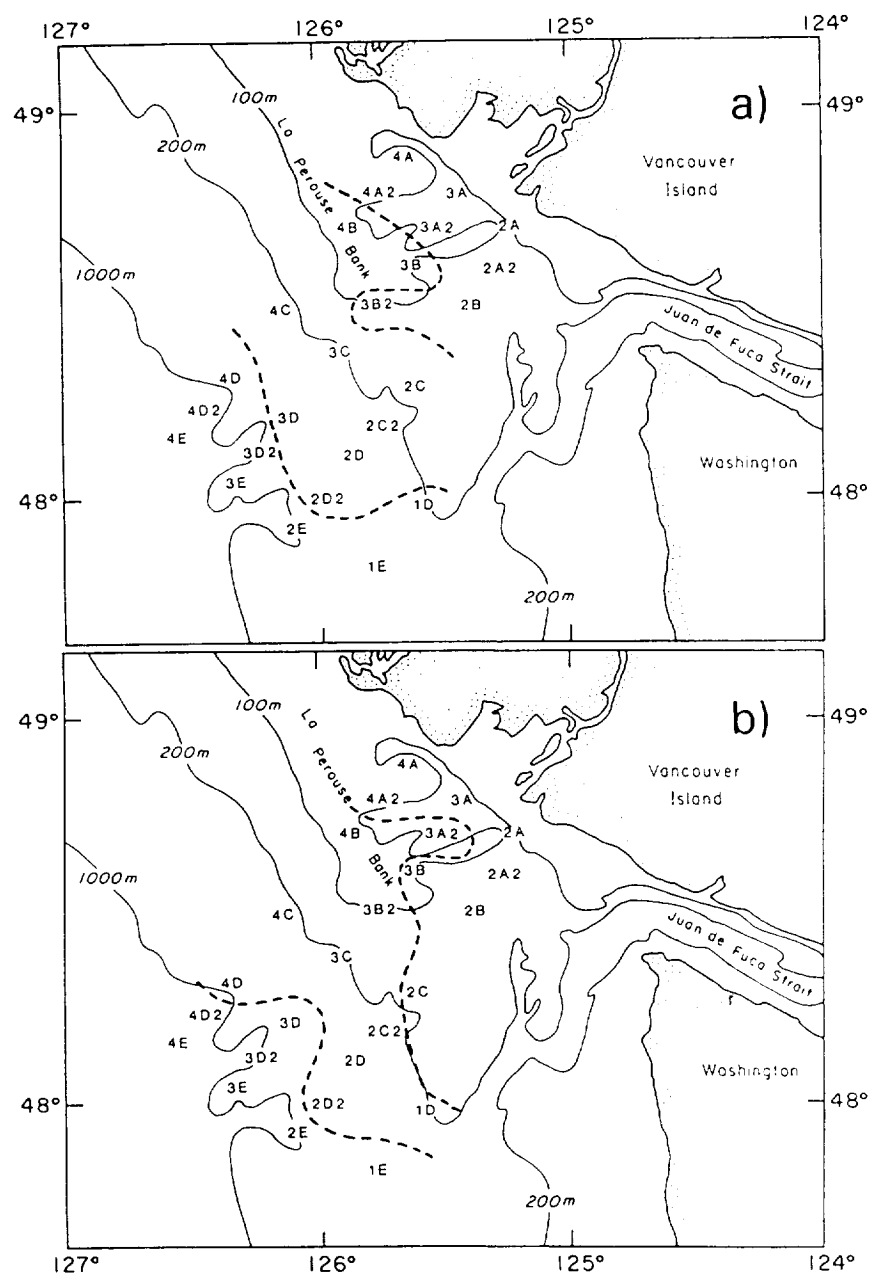 127° 126° 125° 124°
a)
49° 49°
100m
200m
1000m
La Perouse Bank
Vancouver
Island
4A
4A2 3A
4B 3A2 2A
3B 2A2
3B2 2B
4C
3C
2C
4D
4D2 3D 2C2
4E
3D2 2D
3E
2D2 1D
2E
1E
Juan de Fuca Strait
Washington
48° 48°
200m
b)
49° 49°
100m
200m
1000m
La Perouse Bank
Vancouver
Island
4A
4A2 3A
4B 3A2 2A
3B 2A2
3B2 2B
4C
3C
4D 2C
4D2 3D 2C2
4E
3D2 2D
3E
2D2 1D
2E
1E
Juan de Fuca Strait
Washington
48° 48°
200m
127° 126° 125° 124°